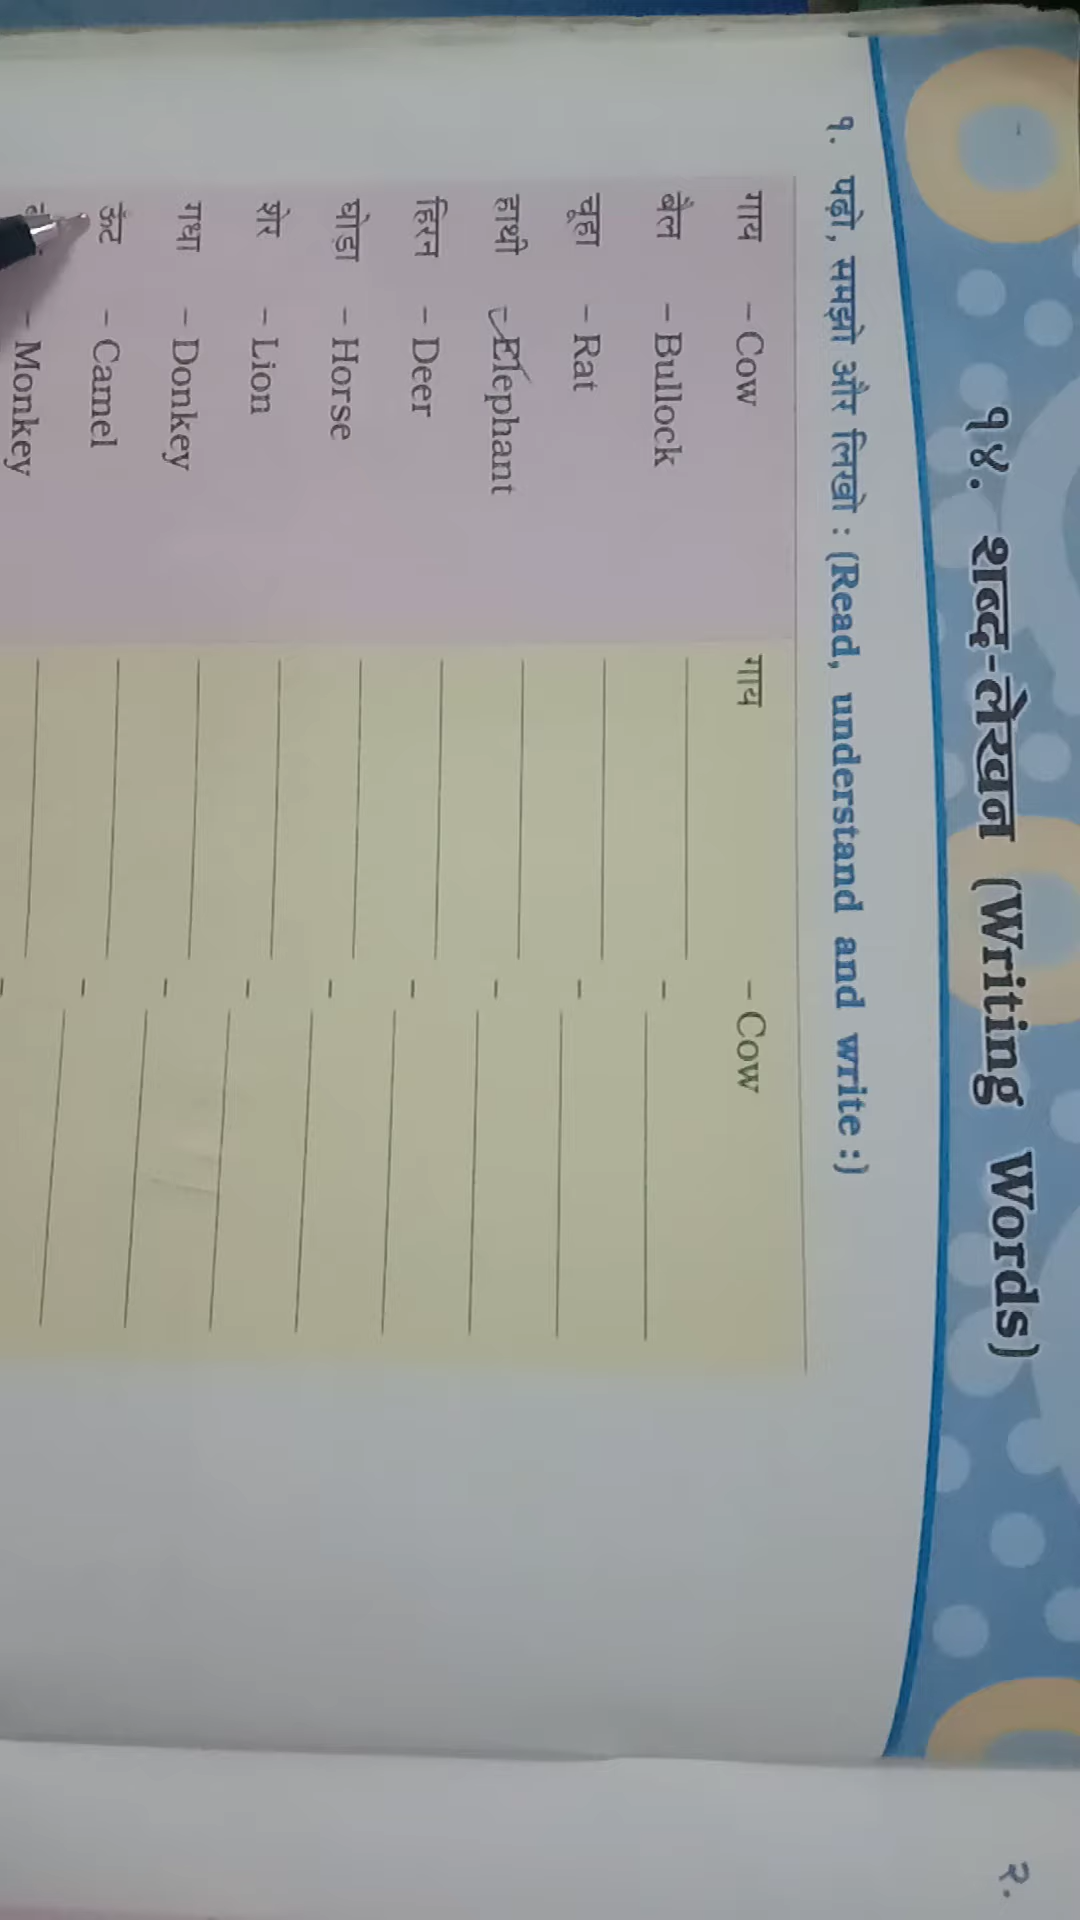 १४. शब्द-लेखन (Writing Words)
१. पढ़ो, समझो और लिखो : (Read, understand and write :)
गाय – Cow गाय – Cow
बैल – Bullock –
चूहा – Rat –
हाथी – Elephant –
हिरन – Deer –
घोड़ा – Horse –
शेर – Lion –
गधा – Donkey –
ऊँट – Camel –
– Monkey –
२.